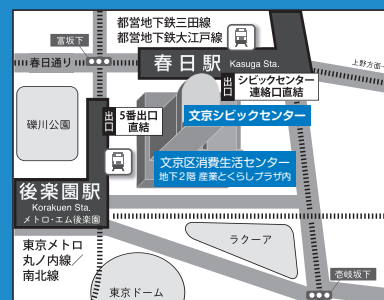 都営地下鉄三田線
都営地下鉄大江戸線
富坂下
春日通り
春日駅 Kasuga Sta.
上野方面
出口
シビックセンター
連絡口直結
礫川公園
出口
5番出口
直結
文京シビックセンター
文京区消費生活センター
地下2階 産業とくらしプラザ内
後楽園駅
Korakuen Sta.
メトロ・エム後楽園
東京メトロ
丸ノ内線/
南北線
ラクーア
壱岐坂下
東京ドーム